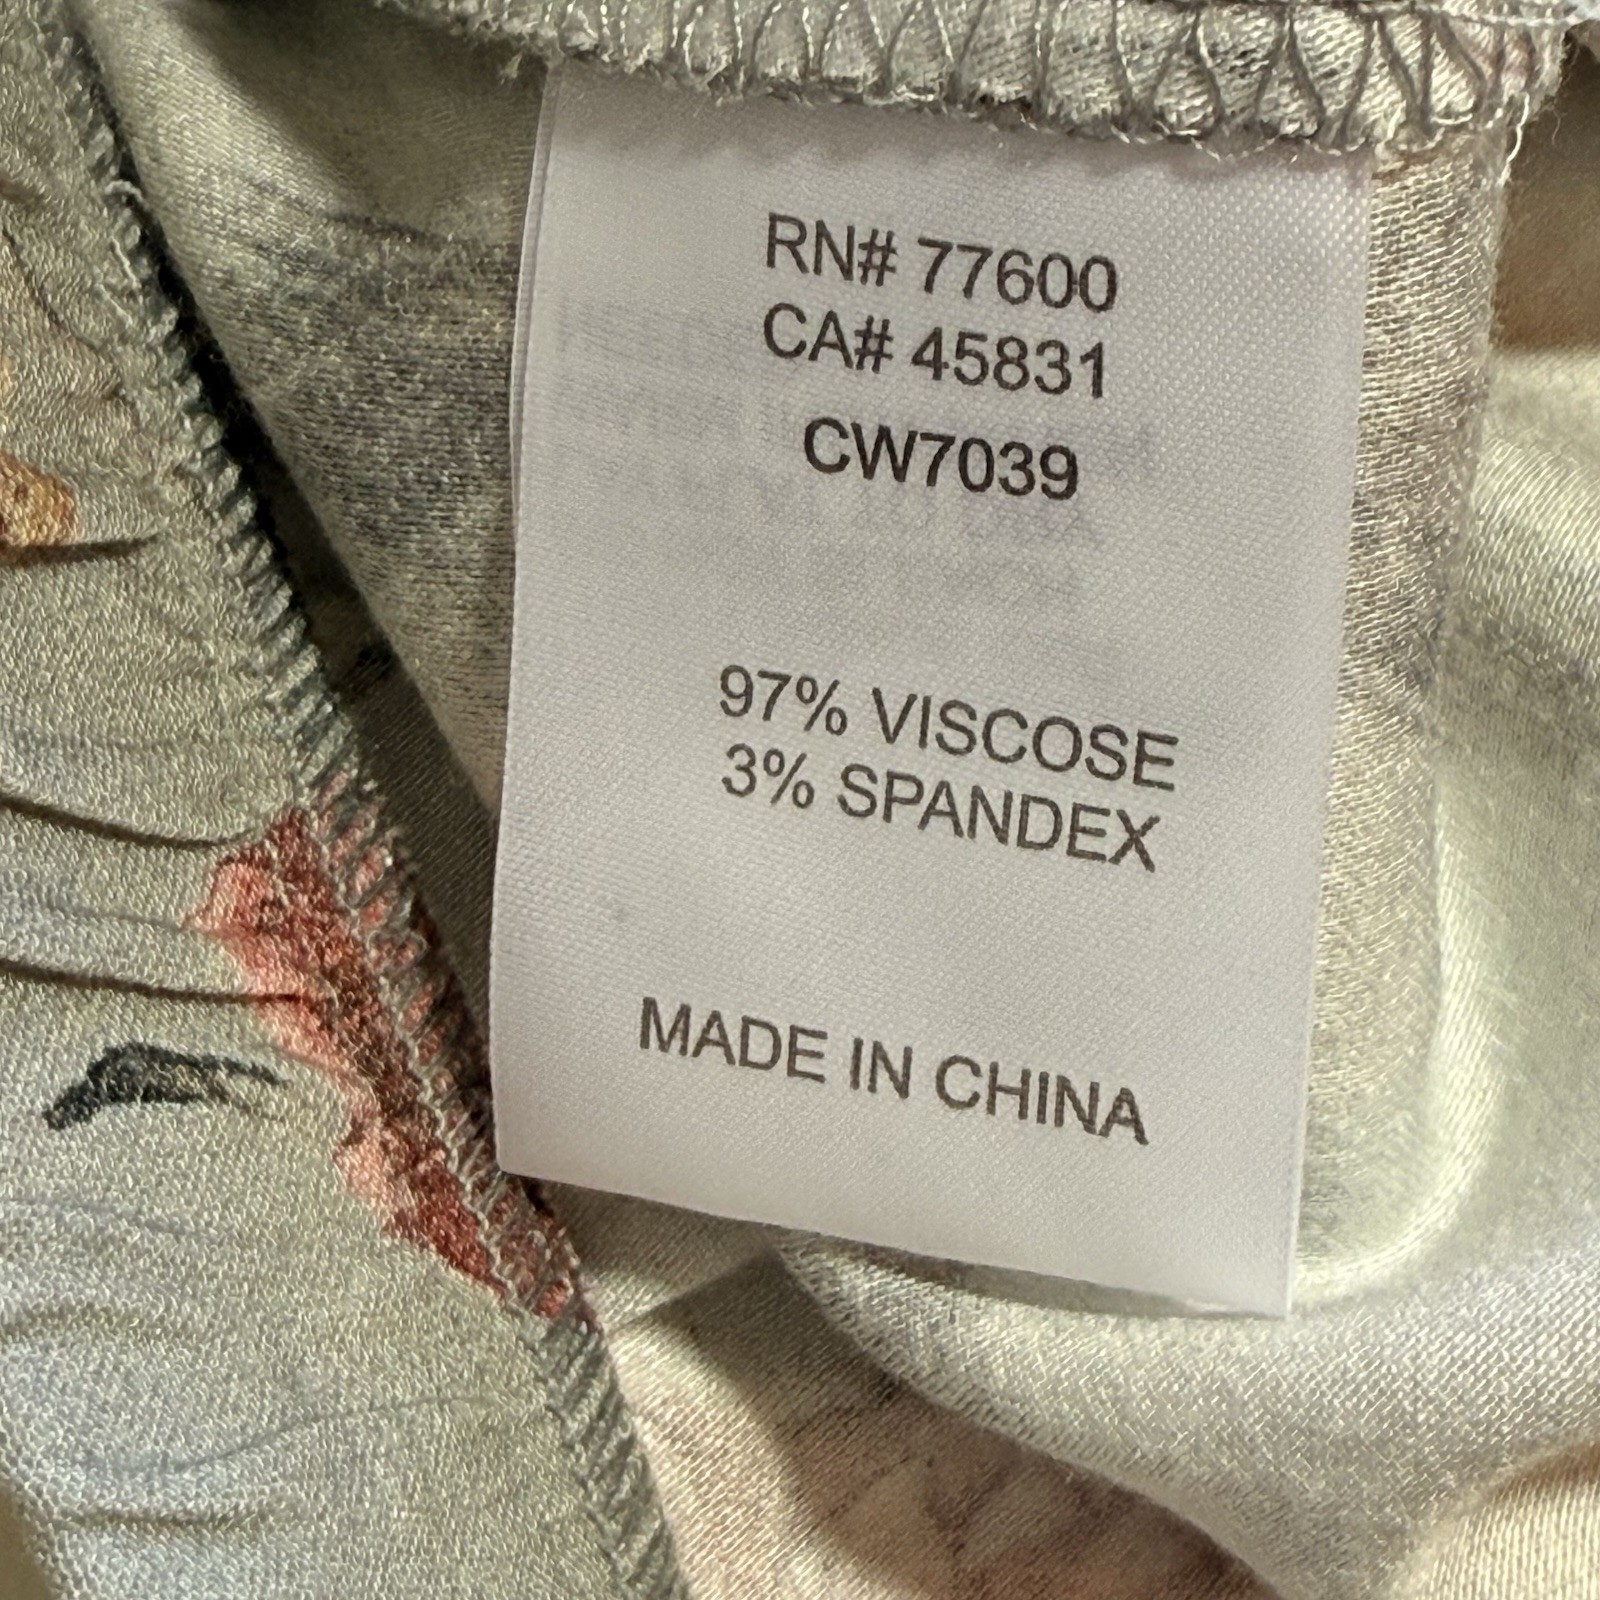 RN# 77600
CA# 45831
CW7039
97% VISCOSE
3% SPANDEX
MADE IN CHINA